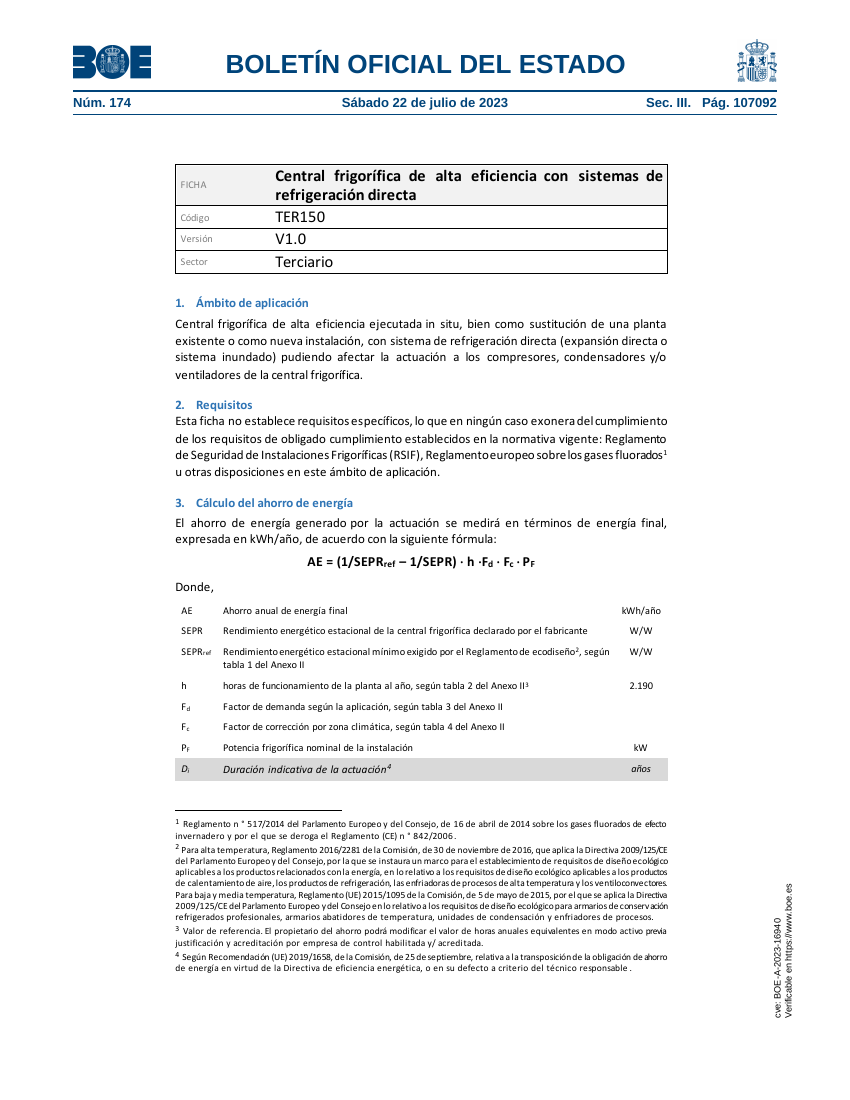 BOE
BOLETÍN OFICIAL DEL ESTADO
Núm. 174
Sábado 22 de julio de 2023
Sec. III. Pág. 107092
FICHA
Central frigorífica de alta eficiencia con sistemas de
refrigeración directa
Código
TER150
Versión
V1.0
Sector
Terciario
1. Ámbito de aplicación
Central frigorífica de alta eficiencia ejecutada in situ, bien como sustitución de una planta
existente o como nueva instalación, con sistema de refrigeración directa (expansión directa o
sistema inundado) pudiendo afectar la actuación a los compresores, condensadores y/o
ventiladores de la central frigorífica.
2. Requisitos
Esta ficha no establece requisitos específicos, lo que en ningún caso exonera del cumplimiento
de los requisitos de obligado cumplimiento establecidos en la normativa vigente: Reglamento
de Seguridad de Instalaciones Frigoríficas (RSIF), Reglamento europeo sobre los gases fluorados¹
u otras disposiciones en este ámbito de aplicación.
3. Cálculo del ahorro de energía
El ahorro de energía generado por la actuación se medirá en términos de energía final,
expresada en kWh/año, de acuerdo con la siguiente fórmula:
AE = (1/SEPRref – 1/SEPR) · h ·Fd · Fc · PF
Donde,
AE Ahorro anual de energía final kWh/año
SEPR Rendimiento energético estacional de la central frigorífica declarado por el fabricante W/W
SEPRref Rendimiento energético estacional mínimo exigido por el Reglamento de ecodiseño², según W/W
tabla 1 del Anexo II
h horas de funcionamiento de la planta al año, según tabla 2 del Anexo II³ 2.190
Fd Factor de demanda según la aplicación, según tabla 3 del Anexo II
Fc Factor de corrección por zona climática, según tabla 4 del Anexo II
PF Potencia frigorífica nominal de la instalación kW
Di Duración indicativa de la actuación⁴ años
¹ Reglamento n ° 517/2014 del Parlamento Europeo y del Consejo, de 16 de abril de 2014 sobre los gases fluorados de efecto
invernadero y por el que se deroga el Reglamento (CE) n ° 842/2006.
² Para alta temperatura, Reglamento 2016/2281 de la Comisión, de 30 de noviembre de 2016, que aplica la Directiva 2009/125/CE
del Parlamento Europeo y del Consejo, por la que se instaura un marco para el establecimiento de requisitos de diseño ecológico
aplicables a los productos relacionados con la energía, en lo relativo a los requisitos de diseño ecológico aplicables a los productos
de calentamiento de aire, los productos de refrigeración, las enfriadoras de procesos de alta temperatura y los ventiloconvectores.
Para baja y media temperatura, Reglamento (UE) 2015/1095 de la Comisión, de 5 de mayo de 2015, por el que se aplica la Directiva
2009/125/CE del Parlamento Europeo y del Consejo en lo relativo a los requisitos de diseño ecológico para armarios de conservación
refrigerados profesionales, armarios abatidores de temperatura, unidades de condensación y enfriadores de procesos.
³ Valor de referencia. El propietario del ahorro podrá modificar el valor de horas anuales equivalentes en modo activo previa
justificación y acreditación por empresa de control habilitada y/ acreditada.
⁴ Según Recomendación (UE) 2019/1658, de la Comisión, de 25 de septiembre, relativa a la transposición de la obligación de ahorro
de energía en virtud de la Directiva de eficiencia energética, o en su defecto a criterio del técnico responsable .
cve: BOE-A-2023-16940
Verificable en https://www.boe.es